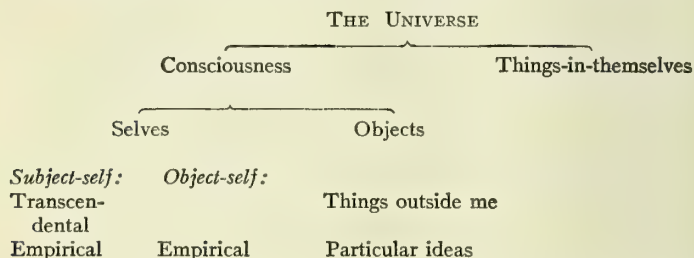 THE UNIVERSE
Consciousness Things-in-themselves
Selves Objects
Subject-self: Object-self:
Transcen- Things outside me
dental
Empirical Empirical Particular ideas